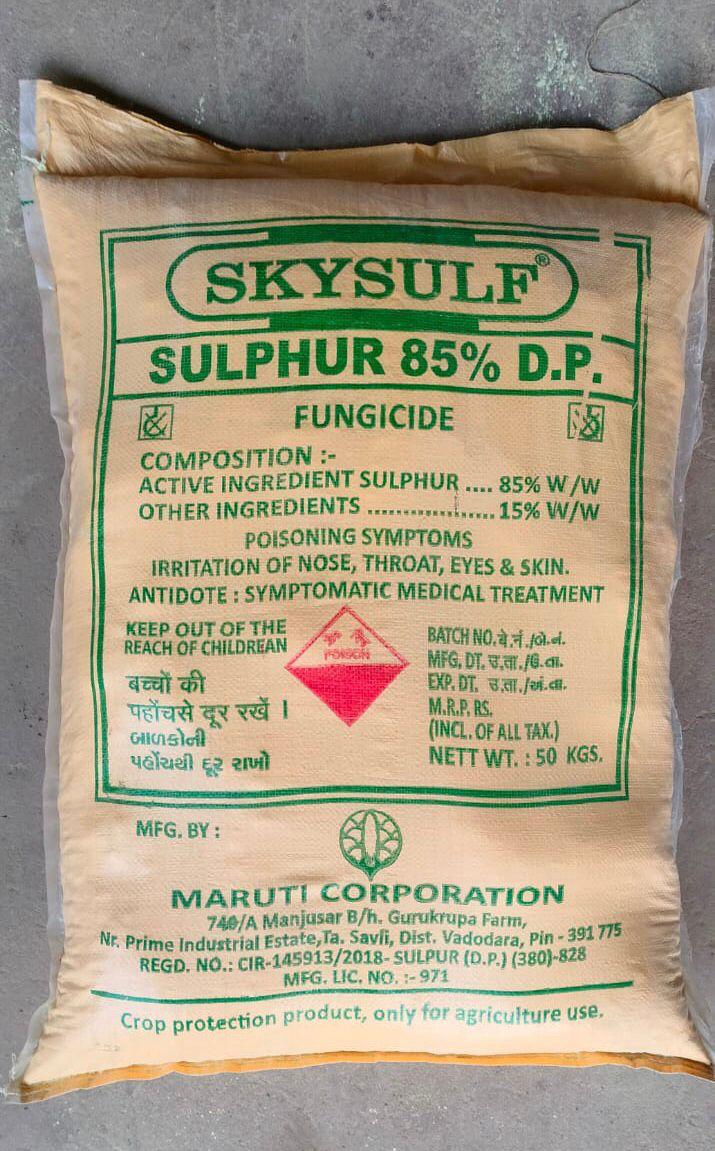 SKYSULF®
SULPHUR 85% D.P.
FUNGICIDE
COMPOSITION :-
ACTIVE INGREDIENT SULPHUR .... 85% W/W
OTHER INGREDIENTS ..................... 15% W/W
POISONING SYMPTOMS
IRRITATION OF NOSE, THROAT, EYES & SKIN.
ANTIDOTE : SYMPTOMATIC MEDICAL TREATMENT
KEEP OUT OF THE
REACH OF CHILDREAN
बच्चों की
पहोंचसे दूर रखें ।
બાળકોની
પહોંચથી દૂર રાખો
POISON
BATCH NO. बे.नं./બે.નં.
MFG. DT. उ.ता./ઉ.તા.
EXP. DT. उ.ता./અં.તા.
M.R.P. RS.
(INCL. OF ALL TAX.)
NETT WT. : 50 KGS.
MFG. BY :
MARUTI CORPORATION
740/A Manjusar B/h. Gurukrupa Farm,
Nr. Prime Industrial Estate,Ta. Savli, Dist. Vadodara, Pin - 391 775
REGD. NO.: CIR-145913/2018- SULPUR (D.P.) (380)-828
MFG. LIC. NO. :- 971
Crop protection product, only for agriculture use.